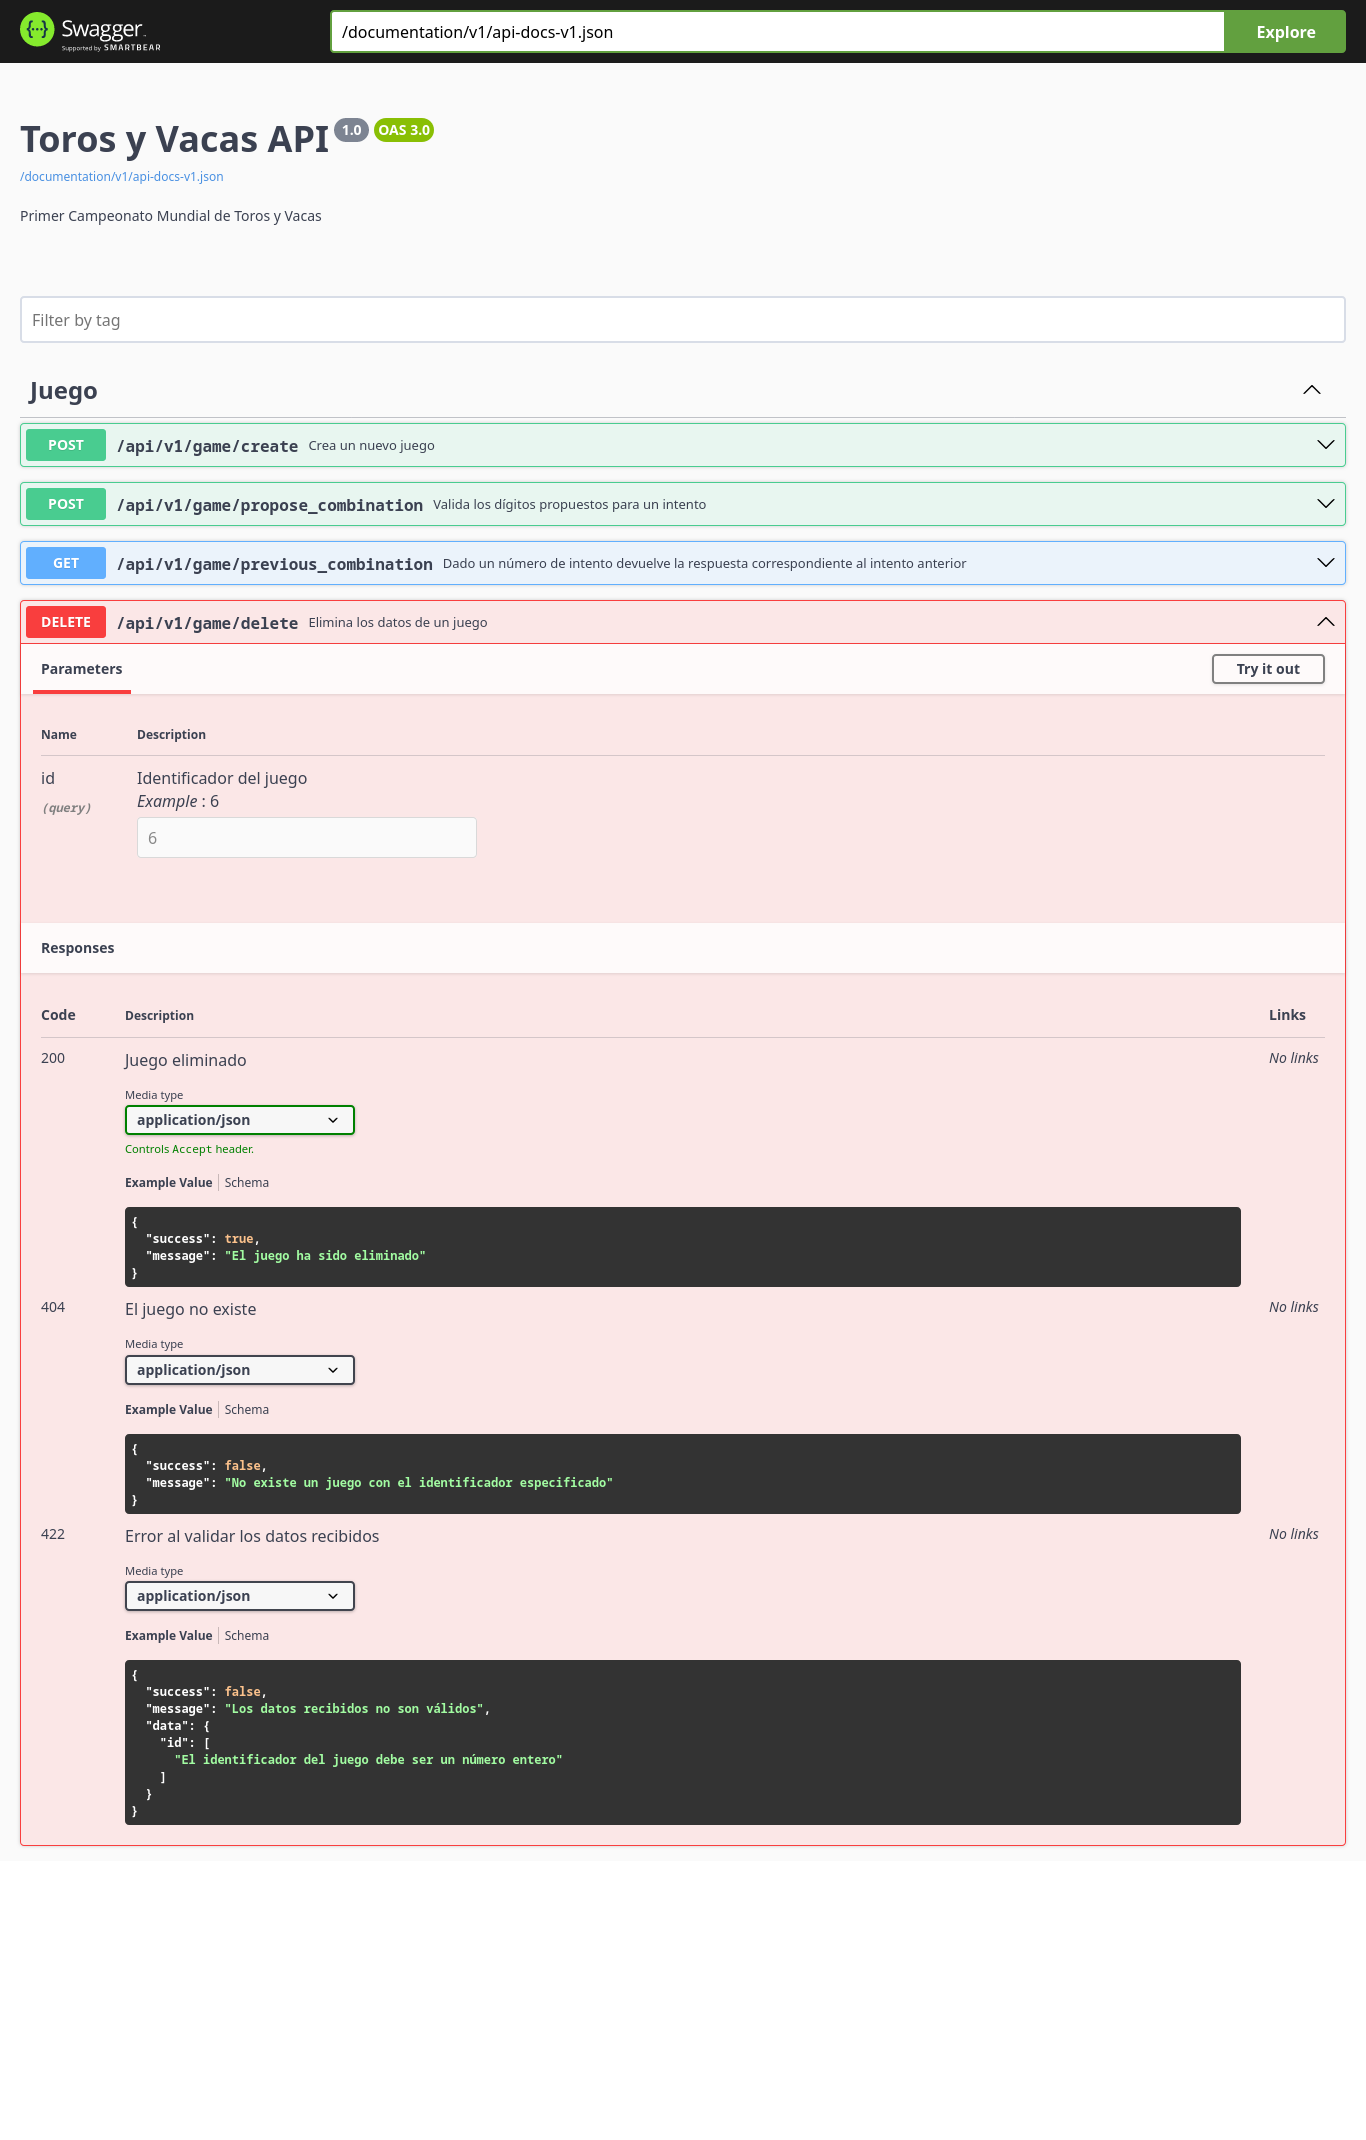 Swagger
Supported by SMARTBEAR
/documentation/v1/api-docs-v1.json
Explore
Toros y Vacas API 1.0 OAS 3.0
/documentation/v1/api-docs-v1.json
Primer Campeonato Mundial de Toros y Vacas
Filter by tag
Juego
POST /api/v1/game/create Crea un nuevo juego
POST /api/v1/game/propose_combination Valida los dígitos propuestos para un intento
GET /api/v1/game/previous_combination Dado un número de intento devuelve la respuesta correspondiente al intento anterior
DELETE /api/v1/game/delete Elimina los datos de un juego
Parameters Try it out
Name Description
id Identificador del juego
(query) Example : 6
6
Responses
Code Description Links
200 Juego eliminado No links
Media type
application/json
Controls Accept header.
Example Value Schema
{
  "success": true,
  "message": "El juego ha sido eliminado"
}
404 El juego no existe No links
Media type
application/json
Example Value Schema
{
  "success": false,
  "message": "No existe un juego con el identificador especificado"
}
422 Error al validar los datos recibidos No links
Media type
application/json
Example Value Schema
{
  "success": false,
  "message": "Los datos recibidos no son válidos",
  "data": {
    "id": [
      "El identificador del juego debe ser un número entero"
    ]
  }
}